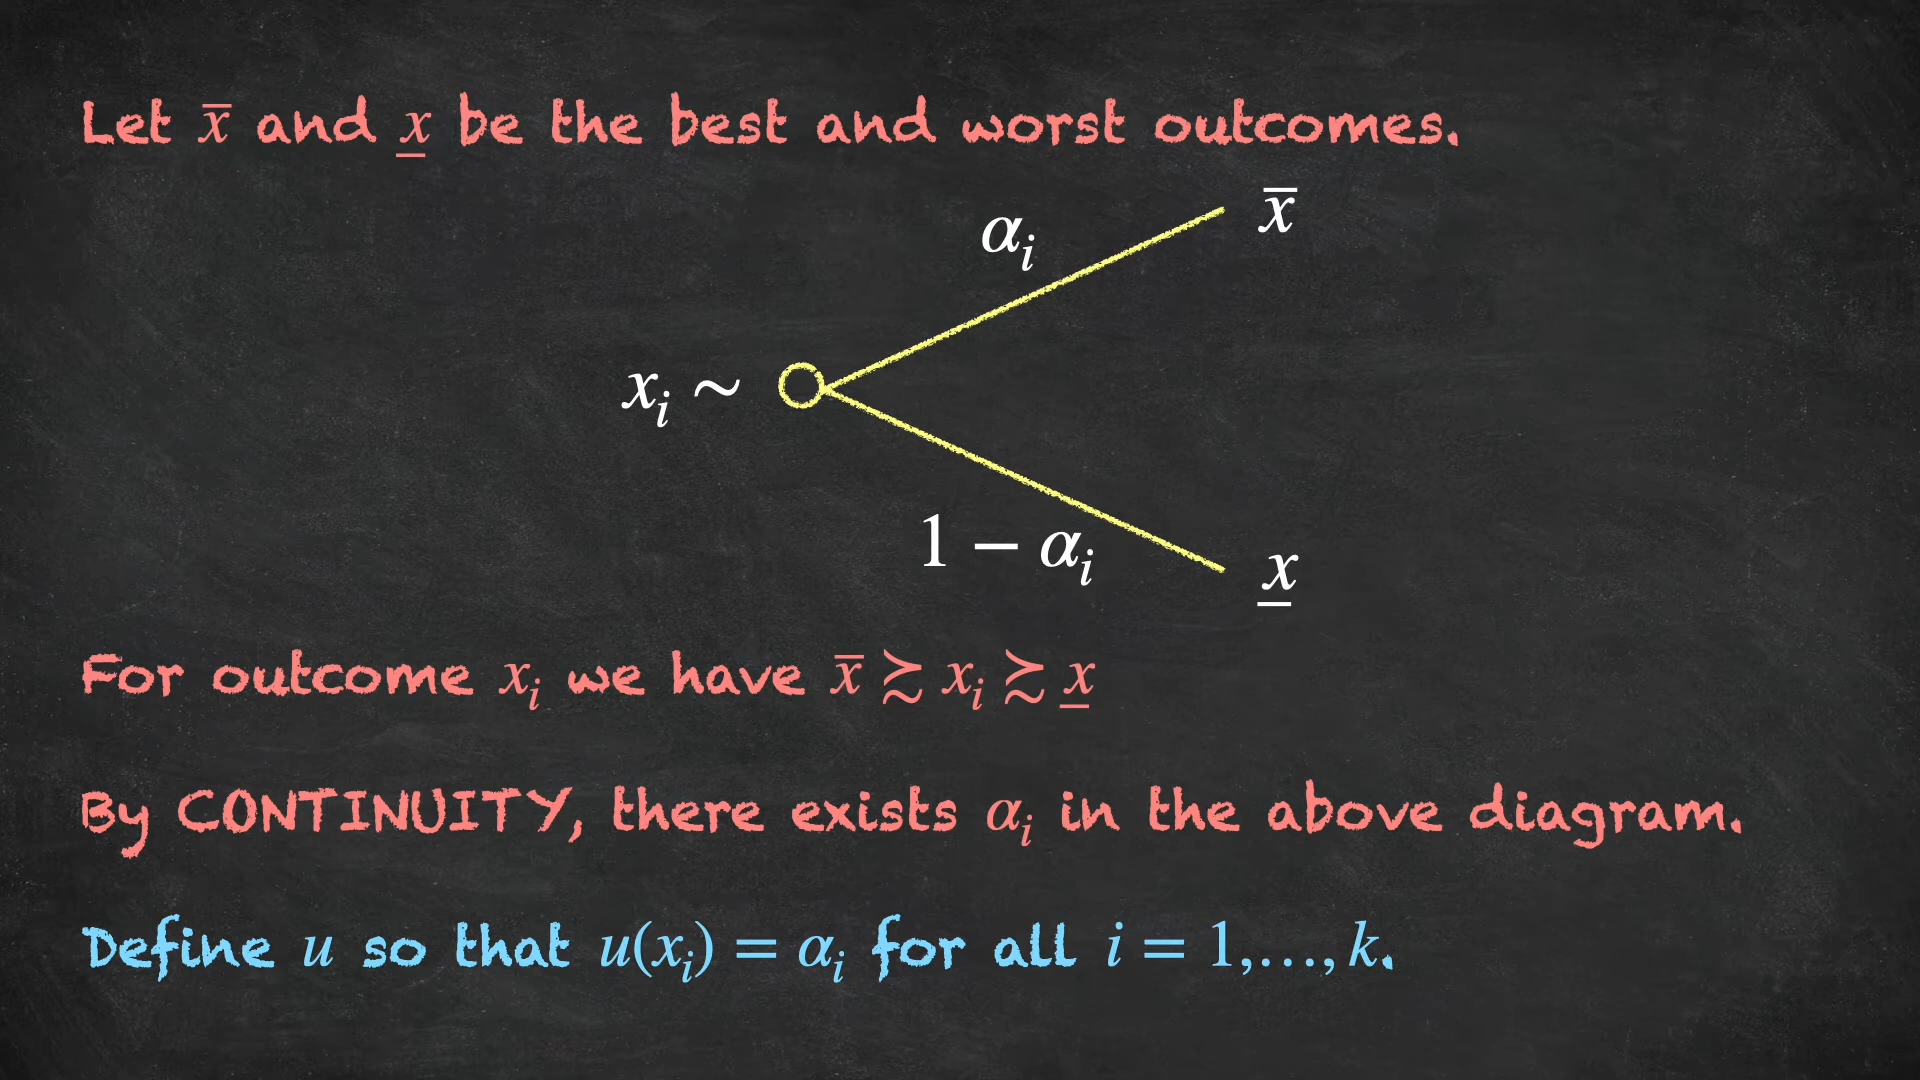 Let x̅ and x̲ be the best and worst outcomes.
x̅
αᵢ
xᵢ ∼
1 − αᵢ
x̲
For outcome xᵢ we have x̅ ≿ xᵢ ≿ x̲
By CONTINUITY, there exists αᵢ in the above diagram.
Define u so that u(xᵢ) = αᵢ for all i = 1,…, k.